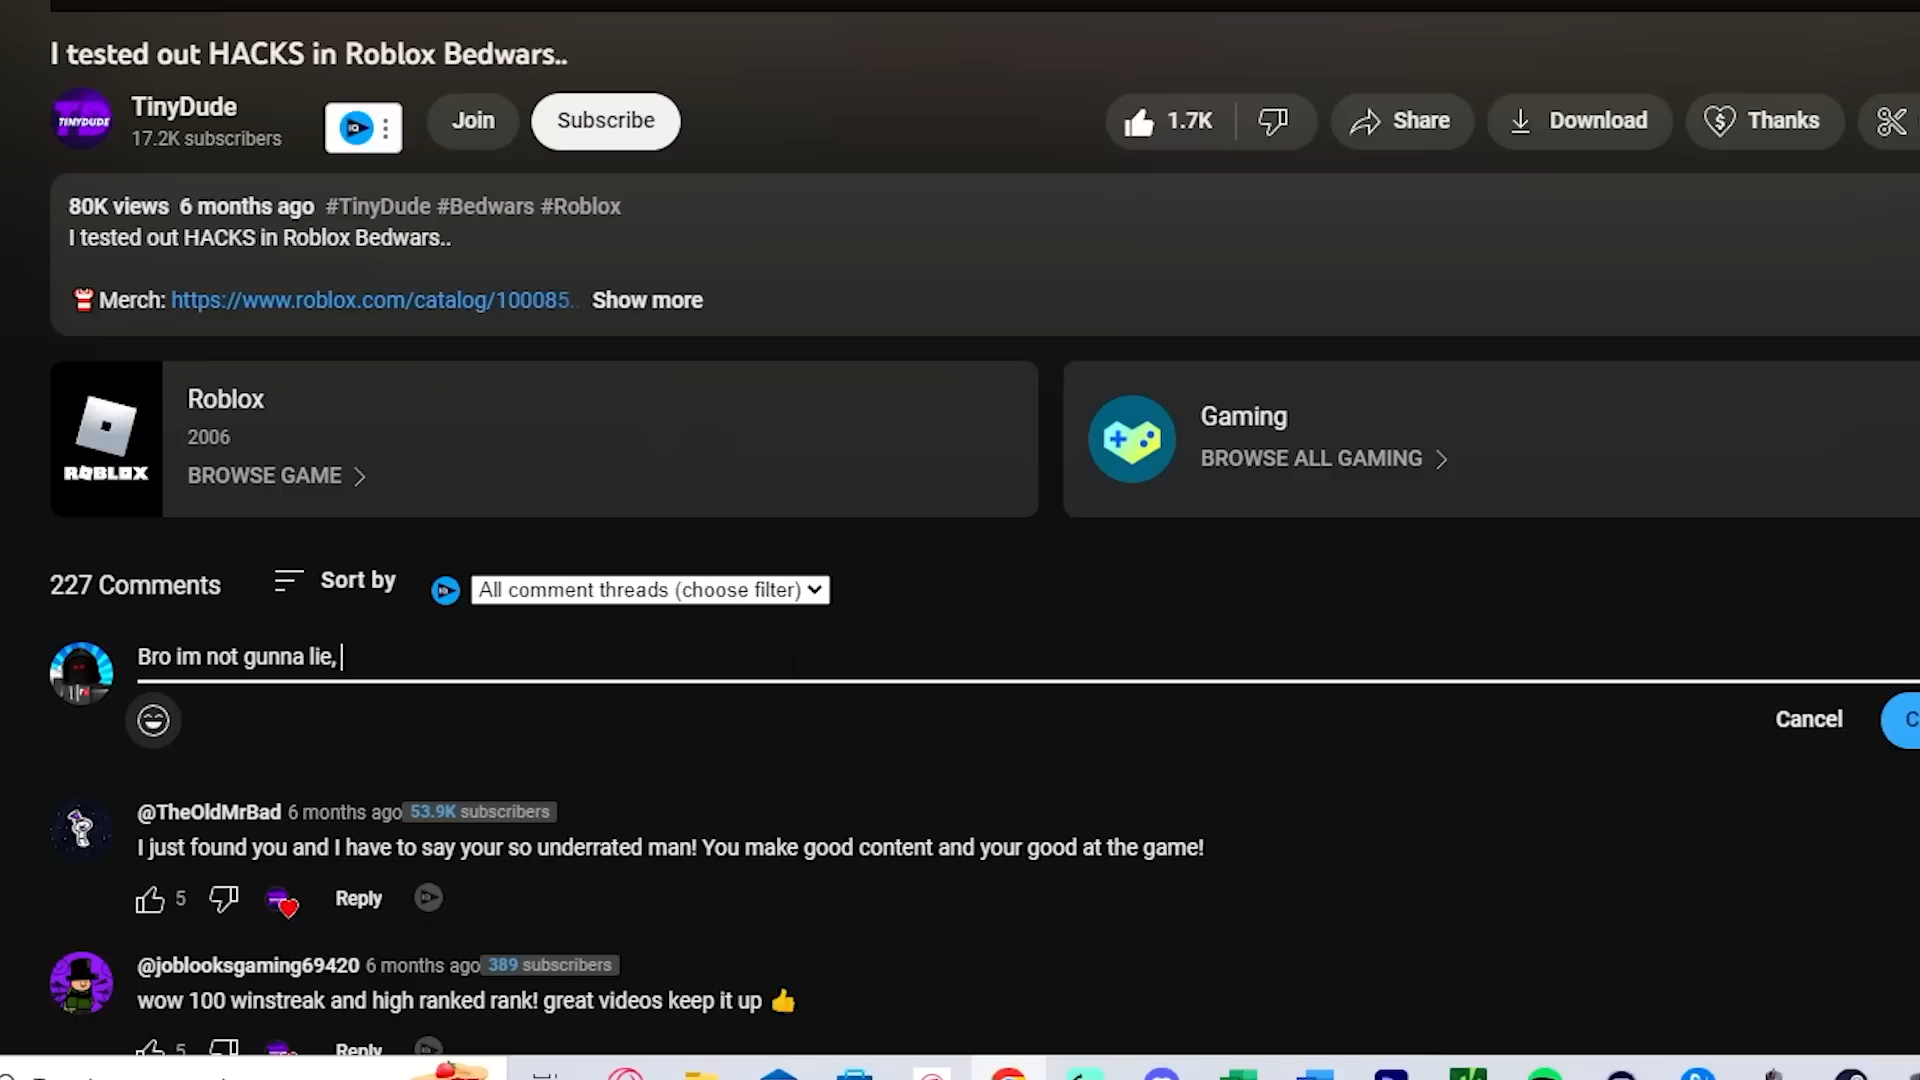 I tested out HACKS in Roblox Bedwars..
TINYDUDE
TinyDude
17.2K subscribers
Join
Subscribe
1.7K
Share
Download
Thanks
80K views 6 months ago #TinyDude #Bedwars #Roblox
I tested out HACKS in Roblox Bedwars..
Merch: https://www.roblox.com/catalog/100085.. Show more
ROBLOX
Roblox
2006
BROWSE GAME
Gaming
BROWSE ALL GAMING
227 Comments
Sort by
All comment threads (choose filter)
Bro im not gunna lie,
Cancel
C
@TheOldMrBad 6 months ago 53.9K subscribers
I just found you and I have to say your so underrated man! You make good content and your good at the game!
5
Reply
@joblooksgaming69420 6 months ago 389 subscribers
wow 100 winstreak and high ranked rank! great videos keep it up 👍
5
Reply